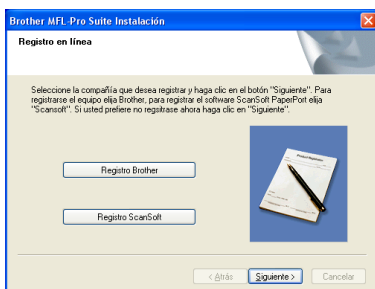 Brother MFL-Pro Suite Instalación
Registro en línea
Seleccione la compañía que desea registrar y haga clic en el botón "Siguiente". Para
registrarse el equipo elija Brother, para registrar el software ScanSoft PaperPort elija
"Scansoft". Si usted prefiere no regsitrase ahora haga clic en "Siguiente".
Registro Brother
Registro ScanSoft
< Atrás
Siguiente >
Cancelar